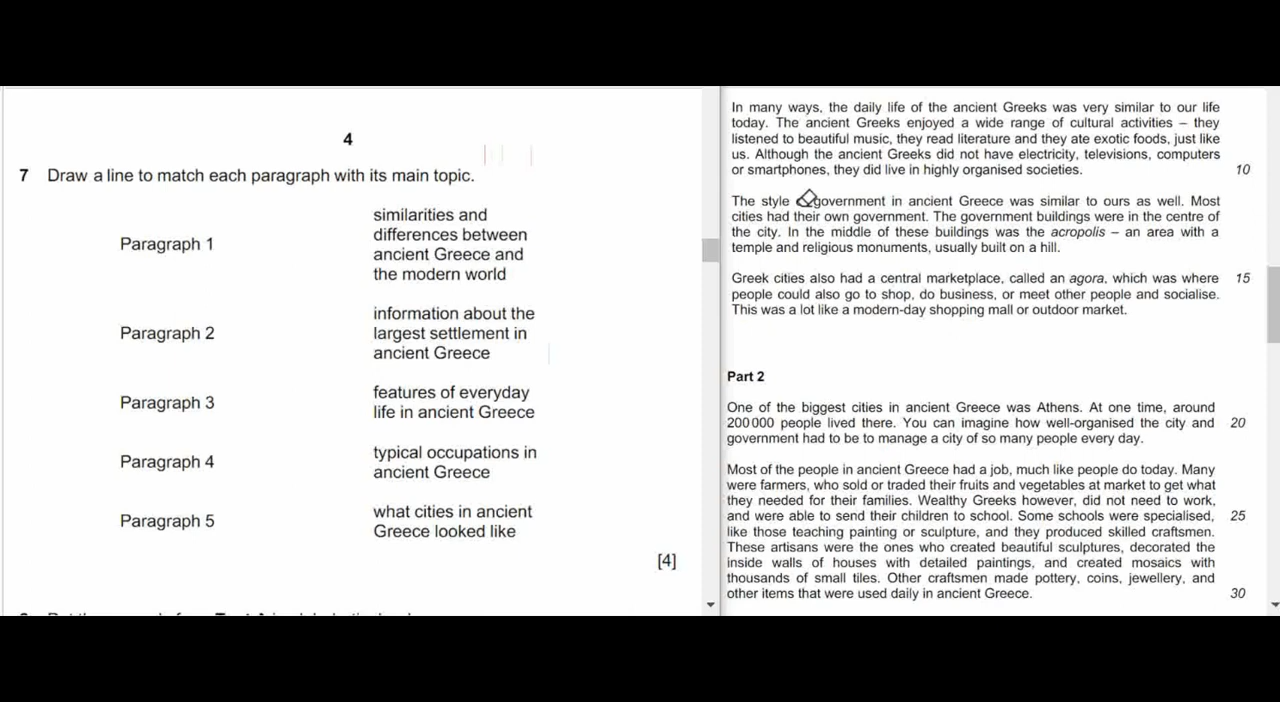 4
7 Draw a line to match each paragraph with its main topic.
Paragraph 1
similarities and
differences between
ancient Greece and
the modern world
Paragraph 2
information about the
largest settlement in
ancient Greece
Paragraph 3
features of everyday
life in ancient Greece
Paragraph 4
typical occupations in
ancient Greece
Paragraph 5
what cities in ancient
Greece looked like
[4]
In many ways, the daily life of the ancient Greeks was very similar to our life
today. The ancient Greeks enjoyed a wide range of cultural activities – they
listened to beautiful music, they read literature and they ate exotic foods, just like
us. Although the ancient Greeks did not have electricity, televisions, computers
or smartphones, they did live in highly organised societies. 10
The style government in ancient Greece was similar to ours as well. Most
cities had their own government. The government buildings were in the centre of
the city. In the middle of these buildings was the acropolis – an area with a
temple and religious monuments, usually built on a hill.
Greek cities also had a central marketplace, called an agora, which was where 15
people could also go to shop, do business, or meet other people and socialise.
This was a lot like a modern-day shopping mall or outdoor market.
Part 2
One of the biggest cities in ancient Greece was Athens. At one time, around
200 000 people lived there. You can imagine how well-organised the city and 20
government had to be to manage a city of so many people every day.
Most of the people in ancient Greece had a job, much like people do today. Many
were farmers, who sold or traded their fruits and vegetables at market to get what
they needed for their families. Wealthy Greeks however, did not need to work,
and were able to send their children to school. Some schools were specialised, 25
like those teaching painting or sculpture, and they produced skilled craftsmen.
These artisans were the ones who created beautiful sculptures, decorated the
inside walls of houses with detailed paintings, and created mosaics with
thousands of small tiles. Other craftsmen made pottery, coins, jewellery, and
other items that were used daily in ancient Greece. 30